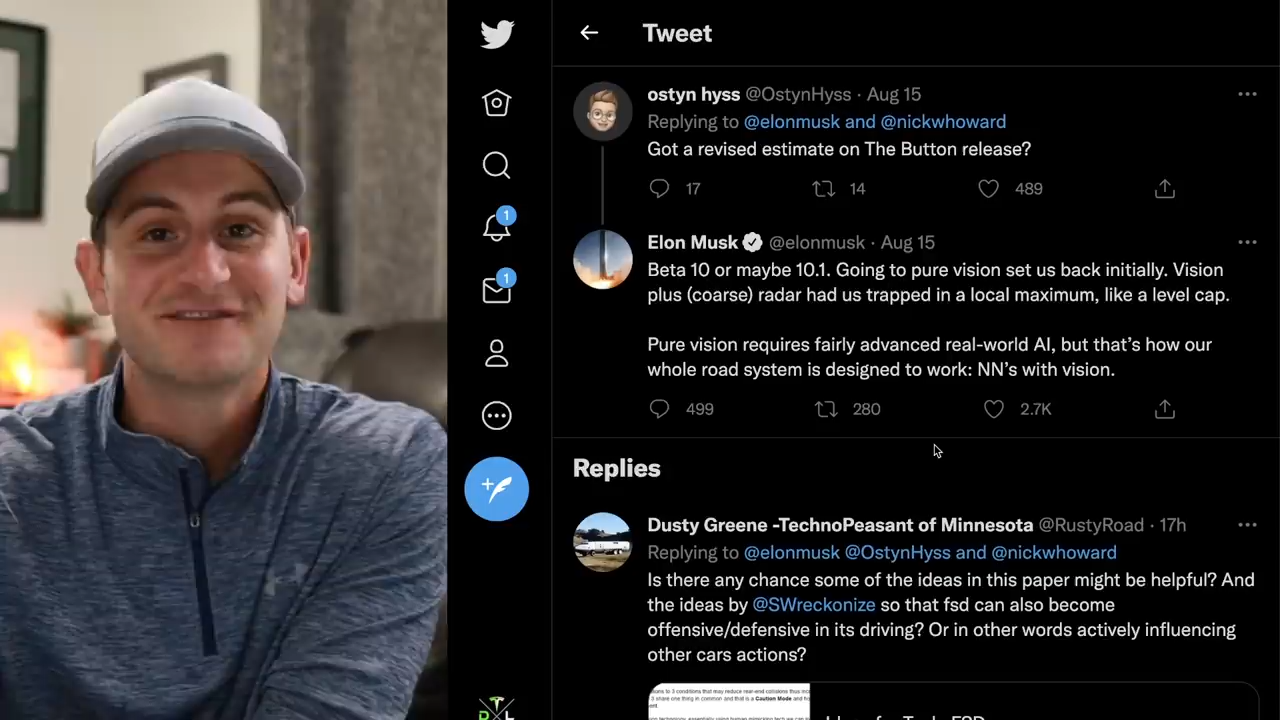 Tweet
ostyn hyss @OstynHyss · Aug 15
Replying to @elonmusk and @nickwhoward
Got a revised estimate on The Button release?
17 14 489
Elon Musk @elonmusk · Aug 15
Beta 10 or maybe 10.1. Going to pure vision set us back initially. Vision
plus (coarse) radar had us trapped in a local maximum, like a level cap.
Pure vision requires fairly advanced real-world AI, but that's how our
whole road system is designed to work: NN's with vision.
499 280 2.7K
1
1
Replies
Dusty Greene -TechnoPeasant of Minnesota @RustyRoad · 17h
Replying to @elonmusk @OstynHyss and @nickwhoward
Is there any chance some of the ideas in this paper might be helpful? And
the ideas by @SWreckonize so that fsd can also become
offensive/defensive in its driving? Or in other words actively influencing
other cars actions?